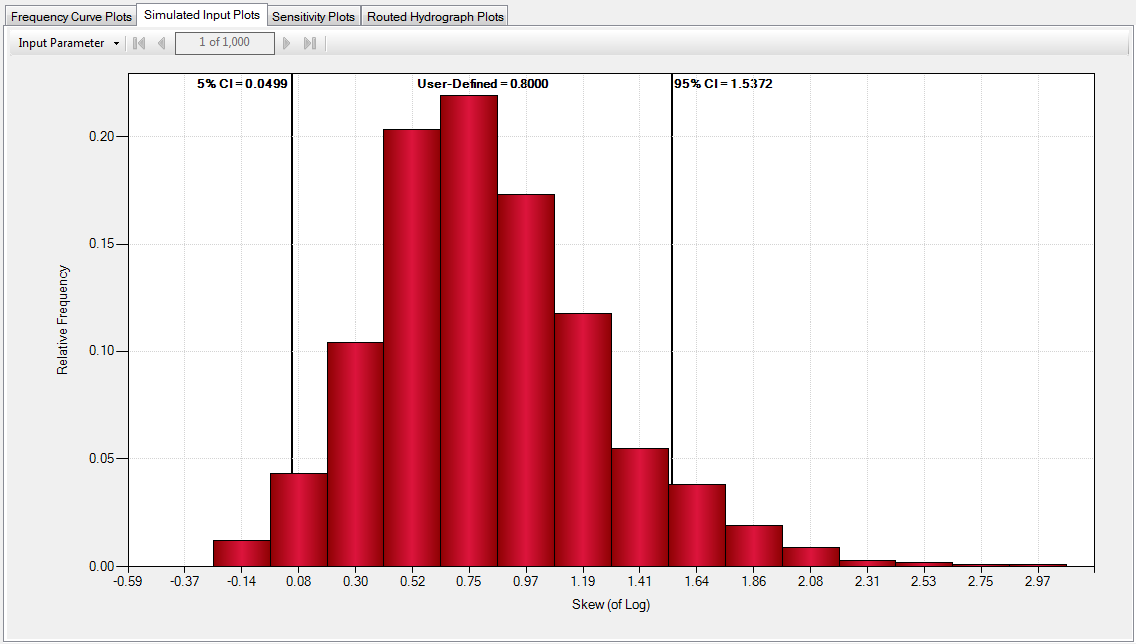 Frequency Curve Plots Simulated Input Plots Sensitivity Plots Routed Hydrograph Plots
Input Parameter 1 of 1,000
5% CI = 0.0499 User-Defined = 0.8000 95% CI = 1.5372
0.20
0.15
0.10
0.05
0.00
Relative Frequency
-0.59 -0.37 -0.14 0.08 0.30 0.52 0.75 0.97 1.19 1.41 1.64 1.86 2.08 2.31 2.53 2.75 2.97
Skew (of Log)